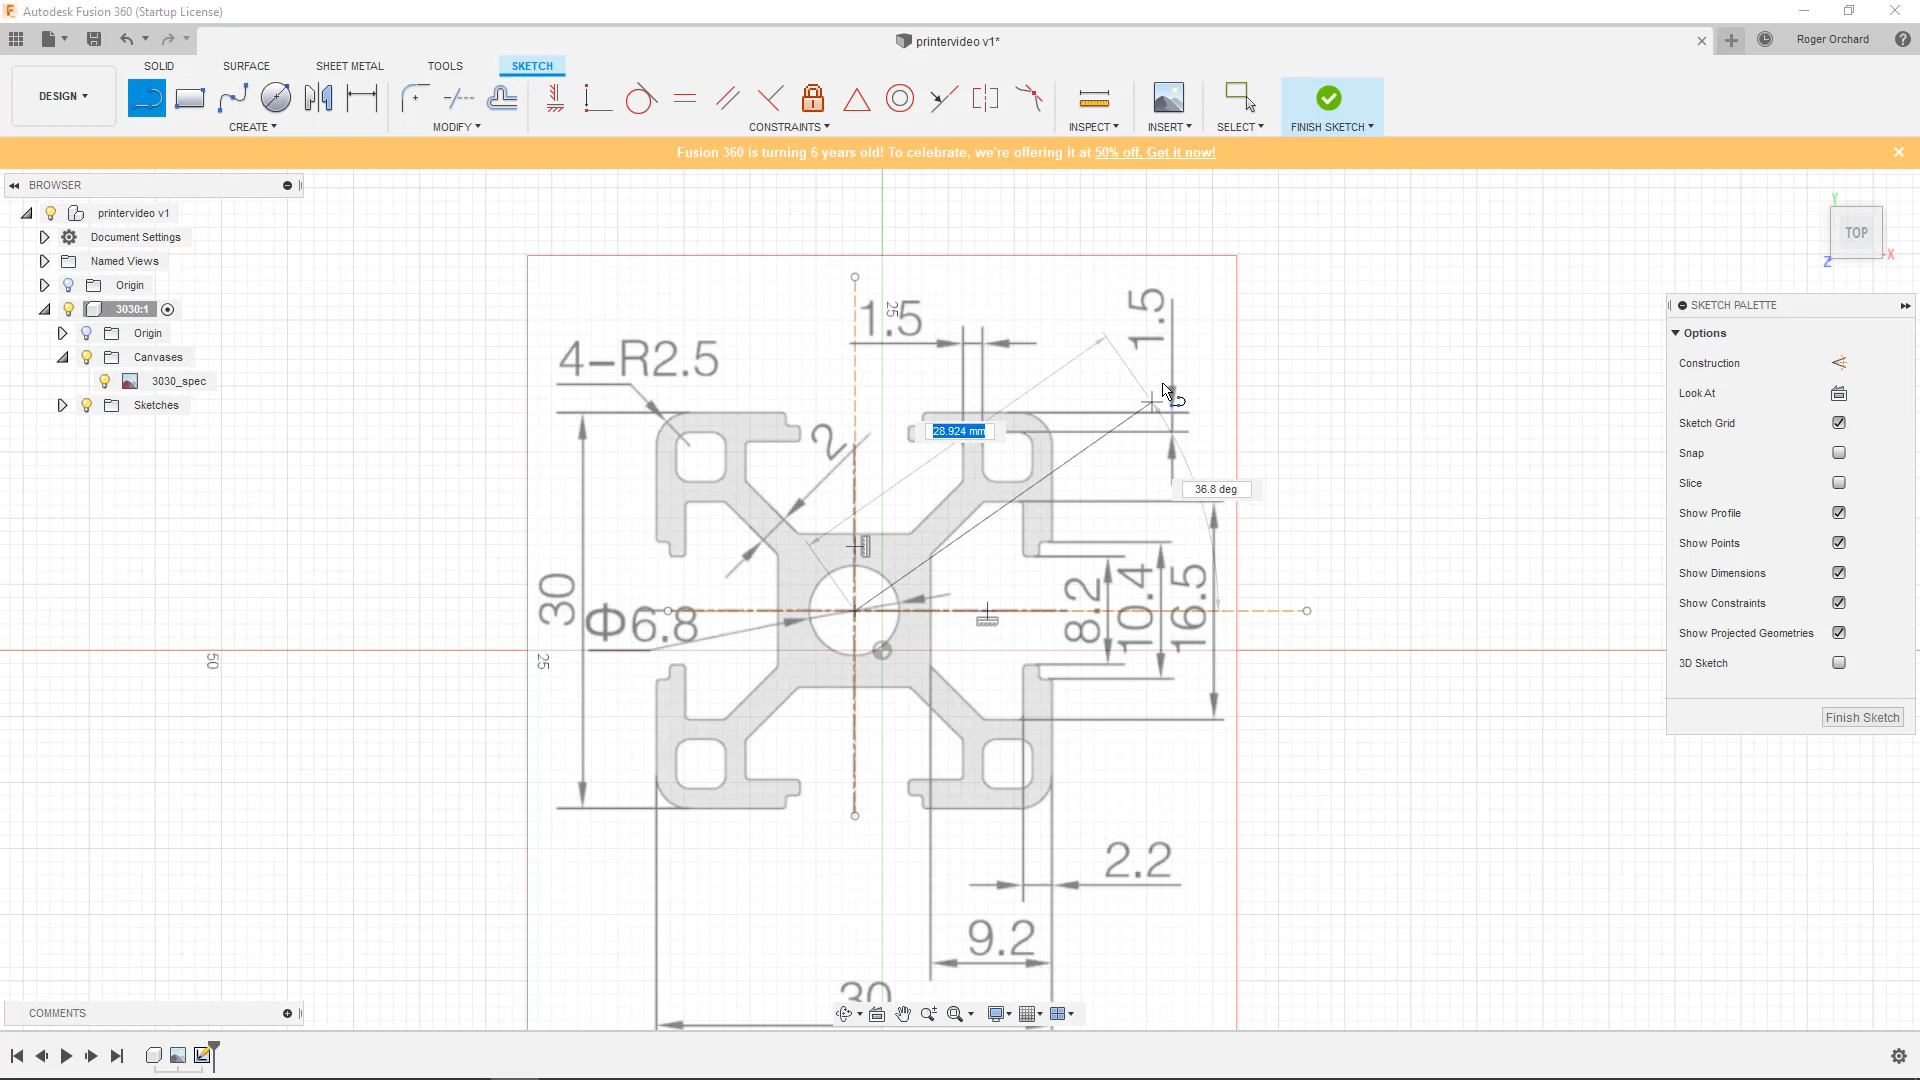 Autodesk Fusion 360 (Startup License)
printervideo v1*
Roger Orchard
DESIGN
SOLID
SURFACE
SHEET METAL
TOOLS
SKETCH
CREATE
MODIFY
CONSTRAINTS
INSPECT
INSERT
SELECT
FINISH SKETCH
Fusion 360 is turning 6 years old! To celebrate, we're offering it at 50% off, Get it now!
BROWSER
printervideo v1
Document Settings
Named Views
Origin
3030:1
Origin
Canvases
3030_spec
Sketches
TOP
Y
X
Z
SKETCH PALETTE
Options
Construction
Look At
Sketch Grid
Snap
Slice
Show Profile
Show Points
Show Dimensions
Show Constraints
Show Projected Geometries
3D Sketch
Finish Sketch
1.5
25
1.5
4-R2.5
2
28.924 mm
36.8 deg
30
Φ6.8
8.2
10.4
16.5
50
25
2.2
9.2
30
COMMENTS